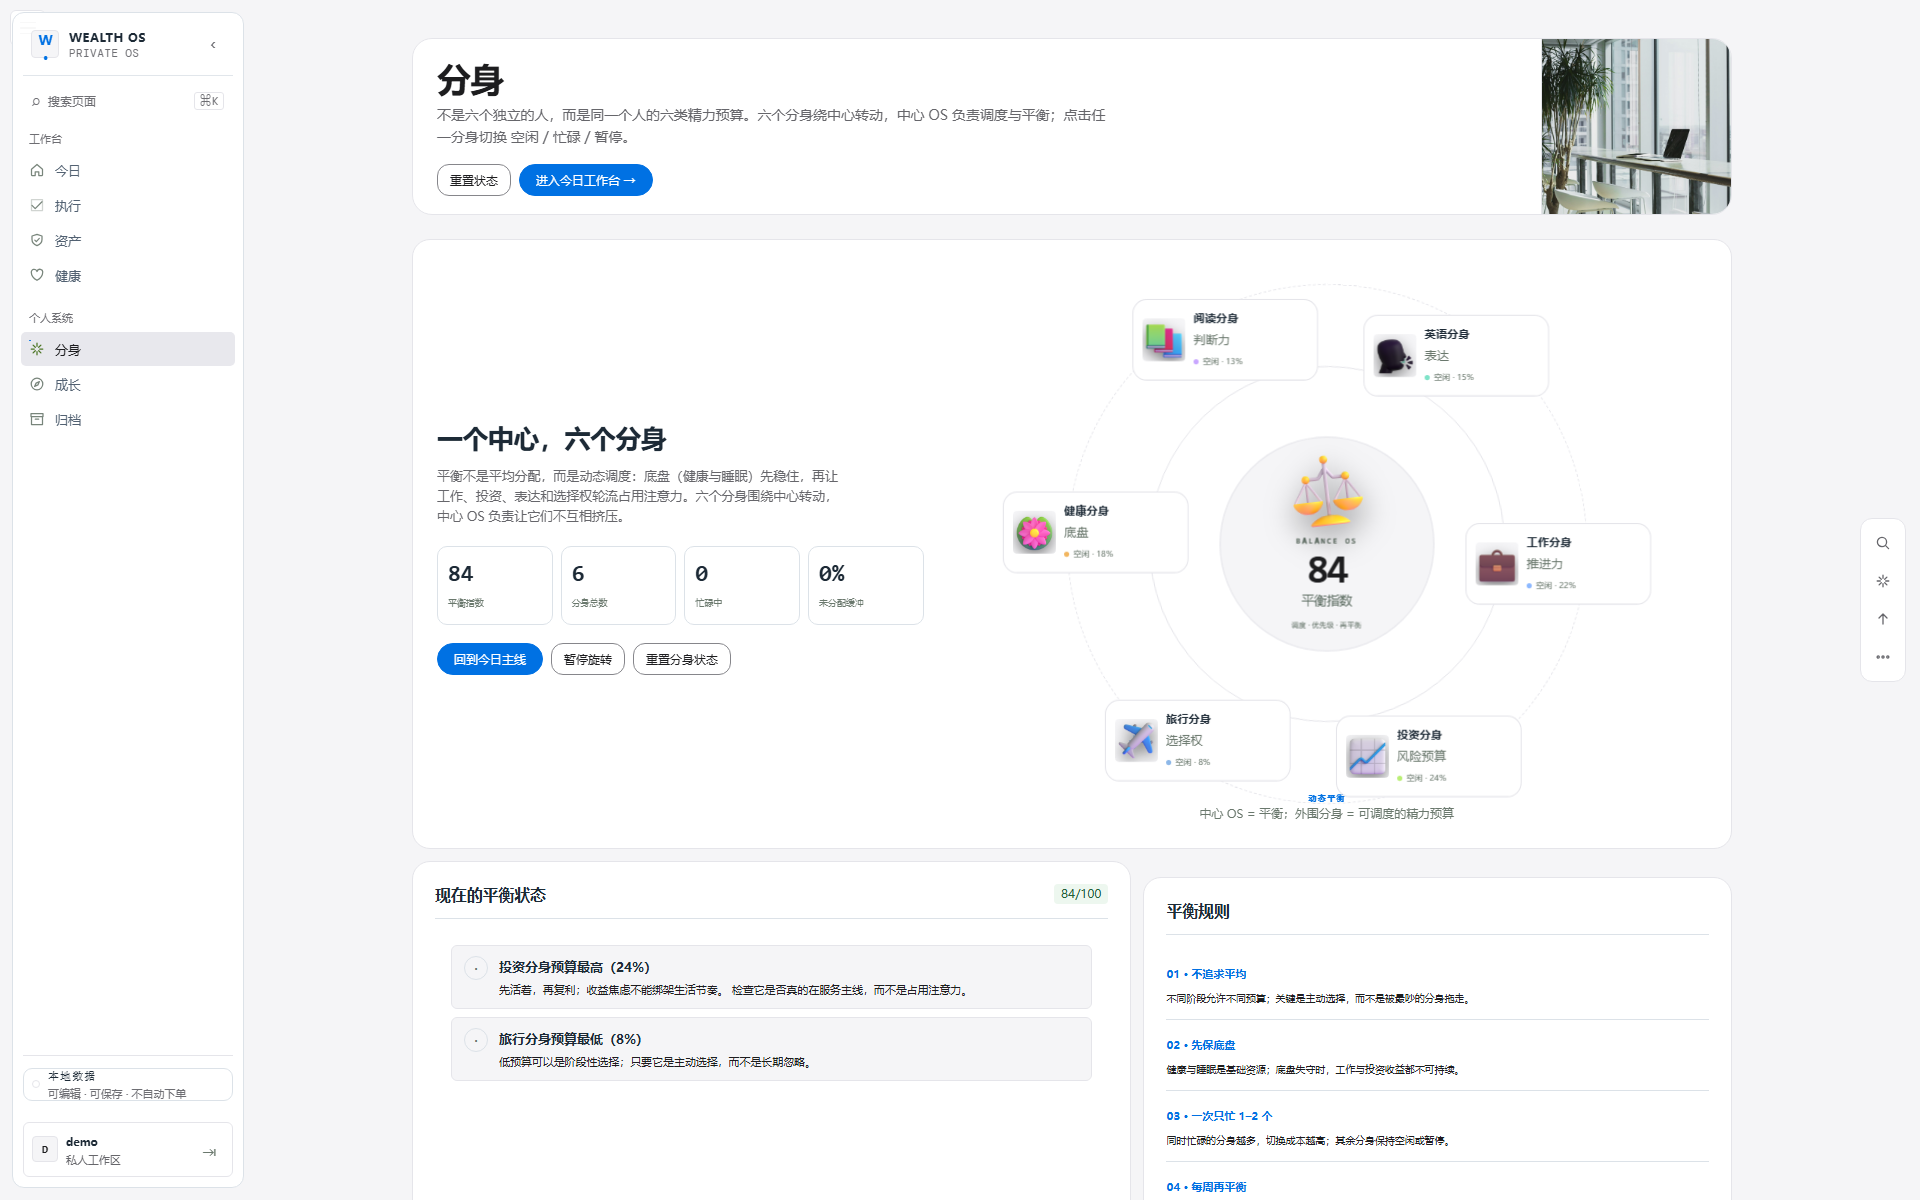 W
WEALTH OS
PRIVATE OS
搜索页面
⌘K
工作台
今日
执行
资产
健康
个人系统
分身
成长
归档
本地数据
可编辑 · 可保存 · 不自动下单
D
demo
私人工作区
分身
不是六个独立的人，而是同一个人的六类精力预算。六个分身绕中心转动，中心 OS 负责调度与平衡；点击任
一分身切换 空闲 / 忙碌 / 暂停。
重置状态
进入今日工作台 →
一个中心，六个分身
平衡不是平均分配，而是动态调度：底盘（健康与睡眠）先稳住，再让
工作、投资、表达和选择权轮流占用注意力。六个分身围绕中心转动，
中心 OS 负责让它们不互相挤压。
84
平衡指数
6
分身总数
0
忙碌中
0%
未分配缓冲
回到今日主线
暂停旋转
重置分身状态
阅读分身
判断力
空闲 · 13%
英语分身
表达
空闲 · 15%
健康分身
底盘
空闲 · 18%
BALANCE OS
84
平衡指数
调度 · 优先级 · 再平衡
工作分身
推进力
空闲 · 22%
旅行分身
选择权
空闲 · 8%
投资分身
风险预算
空闲 · 24%
动态平衡
中心 OS = 平衡；外围分身 = 可调度的精力预算
现在的平衡状态
84/100
投资分身预算最高（24%）
先活着，再复利；收益焦虑不能绑架生活节奏。 检查它是否真的在服务主线，而不是占用注意力。
旅行分身预算最低（8%）
低预算可以是阶段性选择；只要它是主动选择，而不是长期忽略。
平衡规则
01 • 不追求平均
不同阶段允许不同预算；关键是主动选择，而不是被最吵的分身拖走。
02 • 先保底盘
健康与睡眠是基础资源；底盘失守时，工作与投资收益都不可持续。
03 • 一次只忙 1–2 个
同时忙碌的分身越多，切换成本越高；其余分身保持空闲或暂停。
04 • 每周再平衡